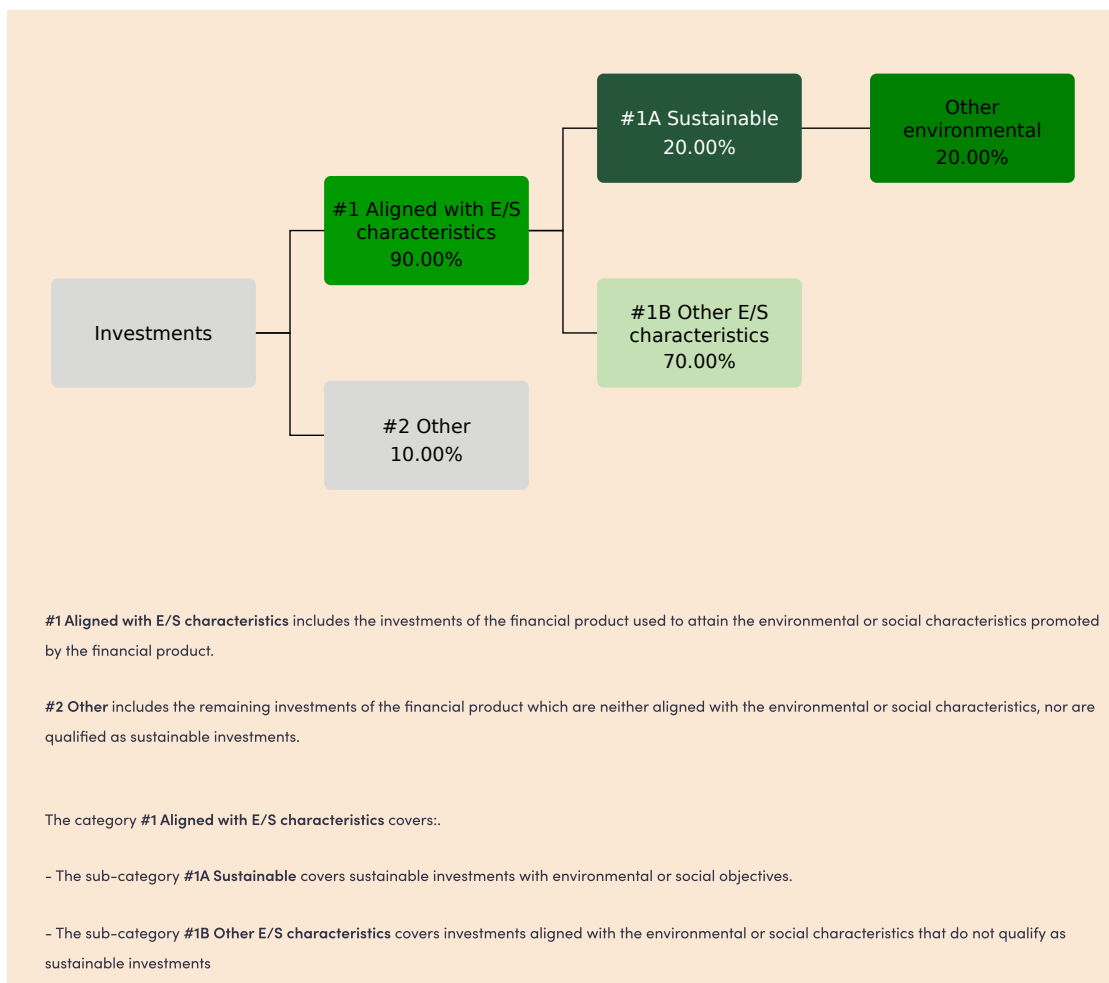 #1A Sustainable
20.00%
Other
environmental
20.00%
#1 Aligned with E/S
characteristics
90.00%
Investments
#1B Other E/S
characteristics
70.00%
#2 Other
10.00%
#1 Aligned with E/S characteristics includes the investments of the financial product used to attain the environmental or social characteristics promoted
by the financial product.
#2 Other includes the remaining investments of the financial product which are neither aligned with the environmental or social characteristics, nor are
qualified as sustainable investments.
The category #1 Aligned with E/S characteristics covers:.
- The sub-category #1A Sustainable covers sustainable investments with environmental or social objectives.
- The sub-category #1B Other E/S characteristics covers investments aligned with the environmental or social characteristics that do not qualify as
sustainable investments